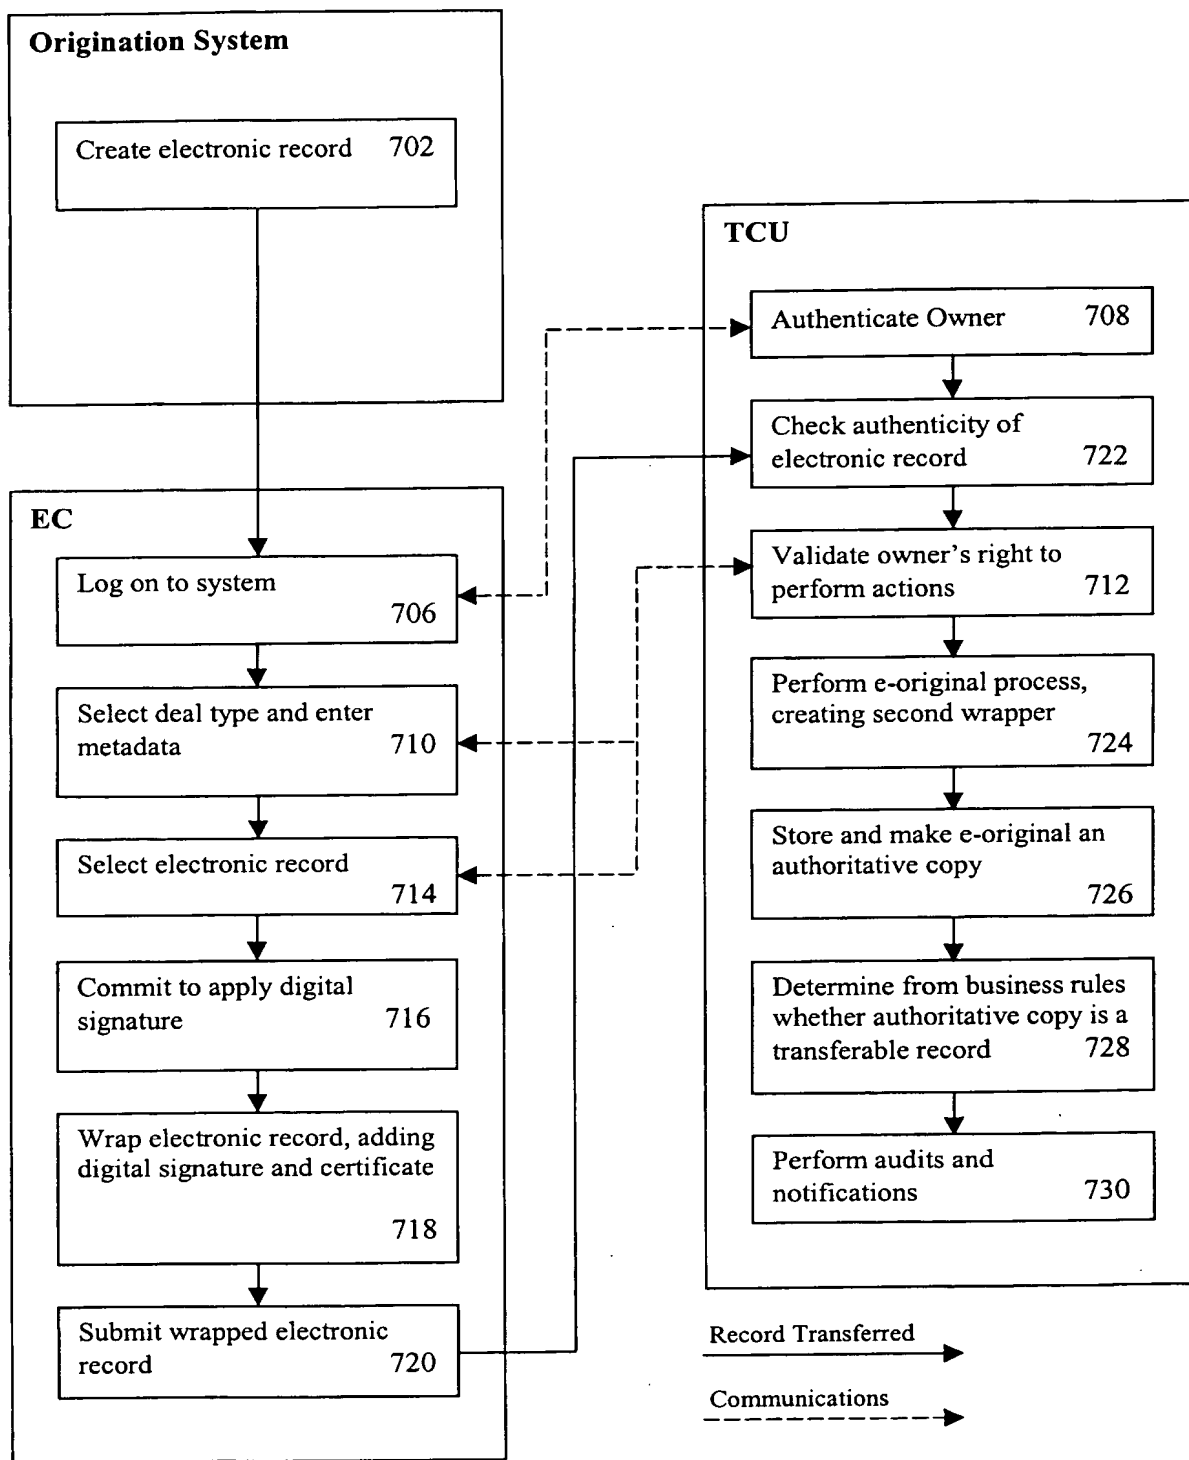 Origination System
Create electronic record 702
EC
Log on to system
706
Select deal type and enter
metadata 710
Select electronic record
714
Commit to apply digital
signature 716
Wrap electronic record, adding
digital signature and certificate
718
Submit wrapped electronic
record 720
TCU
Authenticate Owner 708
Check authenticity of
electronic record 722
Validate owner's right to
perform actions 712
Perform e-original process,
creating second wrapper
724
Store and make e-original an
authoritative copy
726
Determine from business rules
whether authoritative copy is a
transferable record 728
Perform audits and
notifications 730
Record Transferred
Communications